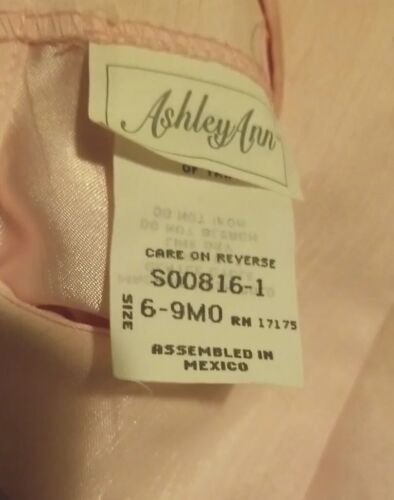 AshleyAnn
CARE ON REVERSE
S00816-1
SIZE 6-9MO RN 17175
ASSEMBLED IN
MEXICO